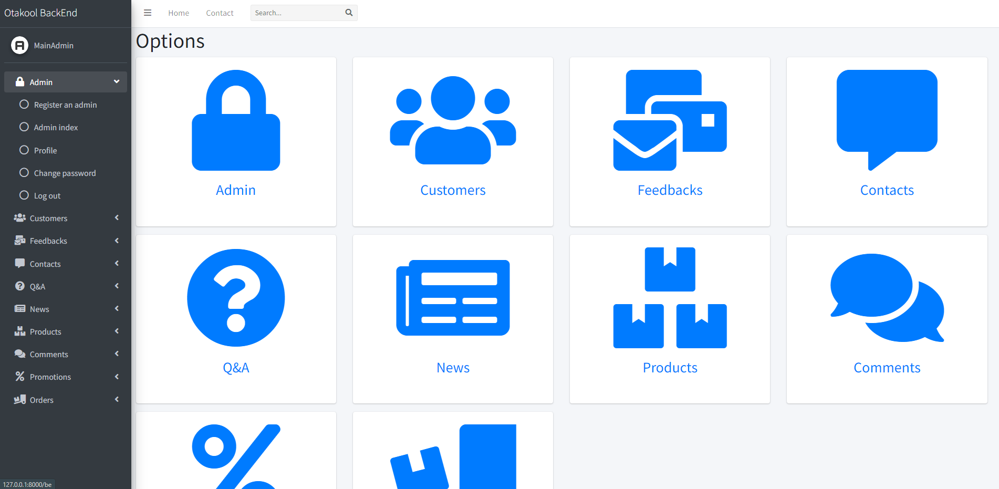 Otakool BackEnd
MainAdmin
Admin
Register an admin
Admin index
Profile
Change password
Log out
Customers
Feedbacks
Contacts
Q&A
News
Products
Comments
Promotions
Orders
127.0.0.1:8000/be
Home Contact Search...
Options
Admin Customers Feedbacks Contacts
Q&A News Products Comments